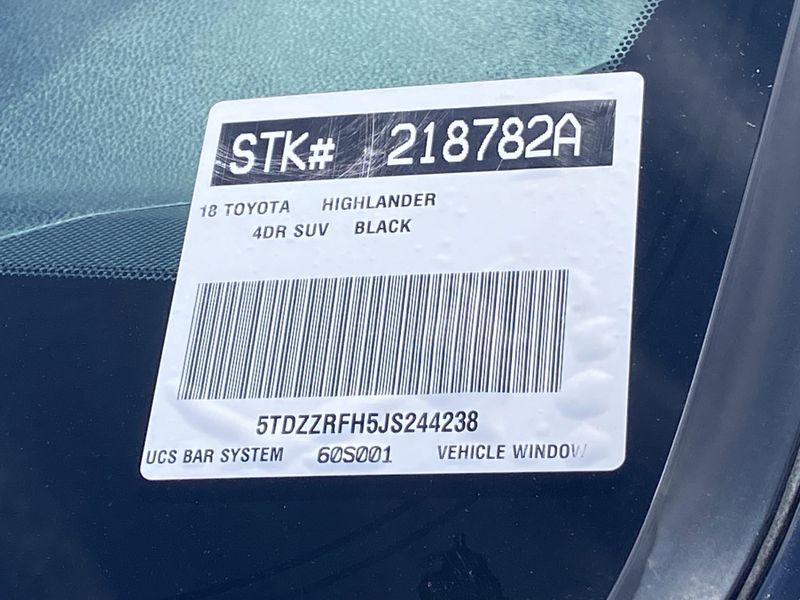 STK# 218782A
18 TOYOTA HIGHLANDER
4DR SUV BLACK
5TDZZRFH5JS244238
UCS BAR SYSTEM 60S001 VEHICLE WINDOW